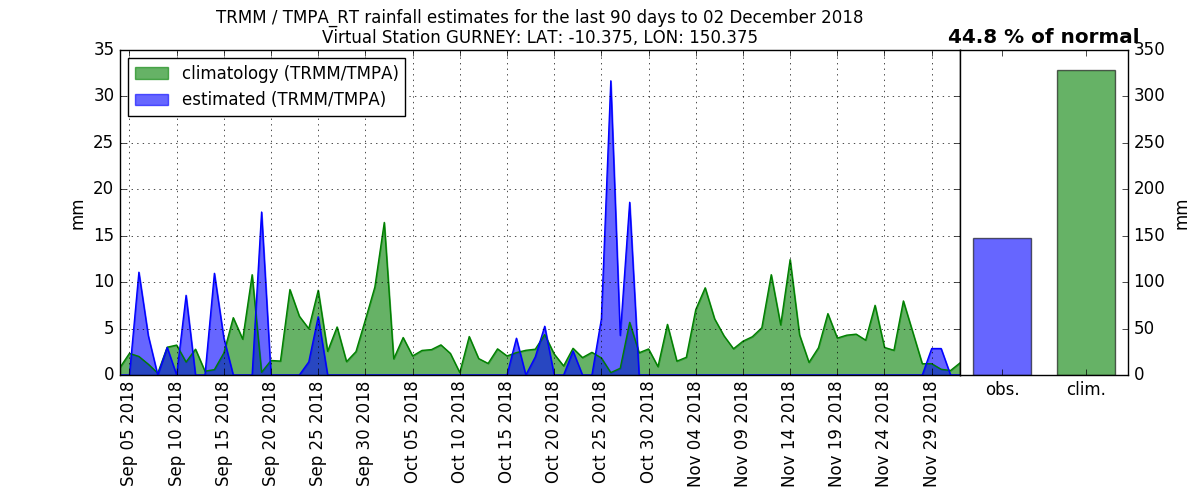 TRMM / TMPA_RT rainfall estimates for the last 90 days to 02 December 2018
Virtual Station GURNEY: LAT: -10.375, LON: 150.375
44.8 % of normal
climatology (TRMM/TMPA)
estimated (TRMM/TMPA)
mm
35
30
25
20
15
10
5
0
Sep 05 2018
Sep 10 2018
Sep 15 2018
Sep 20 2018
Sep 25 2018
Sep 30 2018
Oct 05 2018
Oct 10 2018
Oct 15 2018
Oct 20 2018
Oct 25 2018
Oct 30 2018
Nov 04 2018
Nov 09 2018
Nov 14 2018
Nov 19 2018
Nov 24 2018
Nov 29 2018
350
300
250
200
150
100
50
0
mm
obs.
clim.